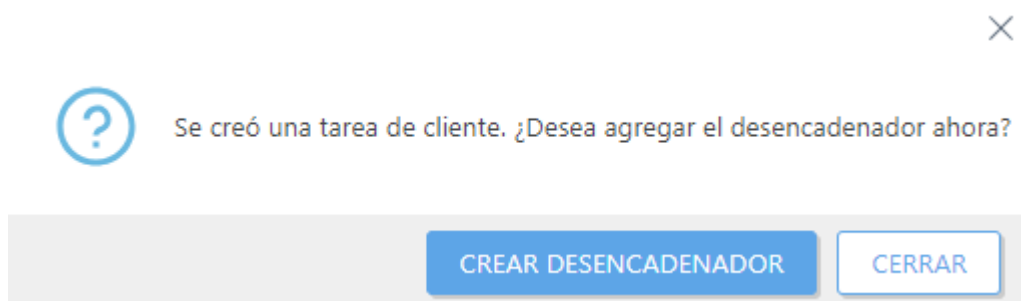 Se creó una tarea de cliente. ¿Desea agregar el desencadenador ahora?
CREAR DESENCADENADOR
CERRAR